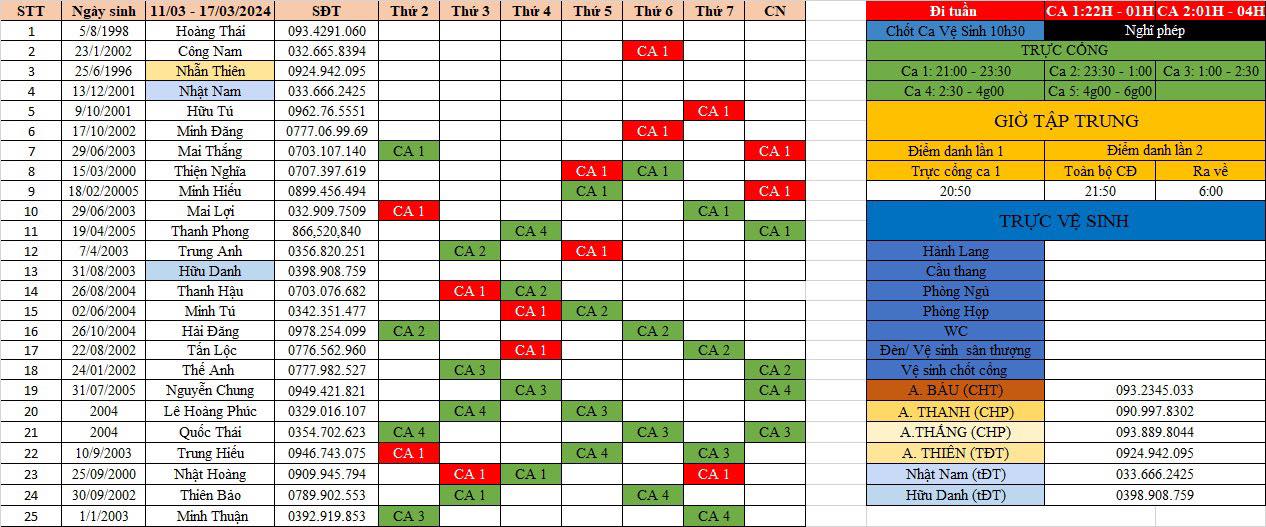 STT Ngày sinh 11/03 - 17/03/2024 SĐT Thứ 2 Thứ 3 Thứ 4 Thứ 5 Thứ 6 Thứ 7 CN Đi tuần CA 1:22H - 01H CA 2:01H - 04H
1 5/8/1998 Hoàng Thái 093.4291.060 Chốt Ca Vệ Sinh 10h30 Nghĩ phép
2 23/1/2002 Công Nam 032.665.8394 CA 1 TRỰC CỔNG
3 25/6/1996 Nhẫn Thiên 0924.942.095 Ca 1: 21:00 - 23:30 Ca 2: 23:30 - 1:00 Ca 3: 1:00 - 2:30
4 13/12/2001 Nhật Nam 033.666.2425 Ca 4: 2:30 - 4g00 Ca 5: 4g00 - 6g00
5 9/10/2001 Hữu Tú 0962.76.5551 CA 1 GIỜ TẬP TRUNG
6 17/10/2002 Minh Đăng 0777.06.99.69 CA 1
7 29/06/2003 Mai Thắng 0703.107.140 CA 1 CA 1 Điểm danh lần 1 Điểm danh lần 2
8 15/03/2000 Thiện Nghĩa 0707.397.619 CA 1 CA 1 Trực cổng ca 1 Toàn bộ CĐ Ra về
9 18/02/20005 Minh Hiếu 0899.456.494 CA 1 CA 1 20:50 21:50 6:00
10 29/06/2003 Mai Lợi 032.909.7509 CA 1 CA 1 TRỰC VỆ SINH
11 19/04/2005 Thanh Phong 866,520,840 CA 4 CA 1
12 7/4/2003 Trung Anh 0356.820.251 CA 2 CA 1 Hành Lang
13 31/08/2003 Hữu Danh 0398.908.759 Cầu thang
14 26/08/2004 Thanh Hậu 0703.076.682 CA 1 CA 2 Phòng Ngủ
15 02/06/2004 Minh Tú 0342.351.477 CA 1 CA 2 Phòng Họp
16 26/10/2004 Hải Đăng 0978.254.099 CA 2 CA 2 WC
17 22/08/2002 Tấn Lộc 0776.562.960 CA 1 CA 2 Đèn/ Vệ sinh sân thượng
18 24/01/2002 Thế Anh 0777.982.527 CA 3 CA 2 Vệ sinh chốt cổng
19 31/07/2005 Nguyễn Chung 0949.421.821 CA 3 CA 4 A. BÁU (CHT) 093.2345.033
20 2004 Lê Hoàng Phúc 0329.016.107 CA 3 CA 3 A. THANH (CHP) 090.997.8302
21 2004 Quốc Thái 0354.702.623 CA 4 CA 3 CA 3 A.THẮNG (CHP) 093.889.8044
22 10/9/2003 Trung Hiếu 0946.743.075 CA 1 CA 4 CA 3 A. THIÊN (TĐT) 0924.942.095
23 25/09/2000 Nhật Hoàng 0909.945.794 CA 1 CA 1 CA 1 Nhật Nam (tĐT) 033.666.2425
24 30/09/2002 Thiên Bảo 0789.902.553 CA 1 CA 4 Hữu Danh (tĐT) 0398.908.759
25 1/1/2003 Minh Thuận 0392.919.853 CA 3 CA 4